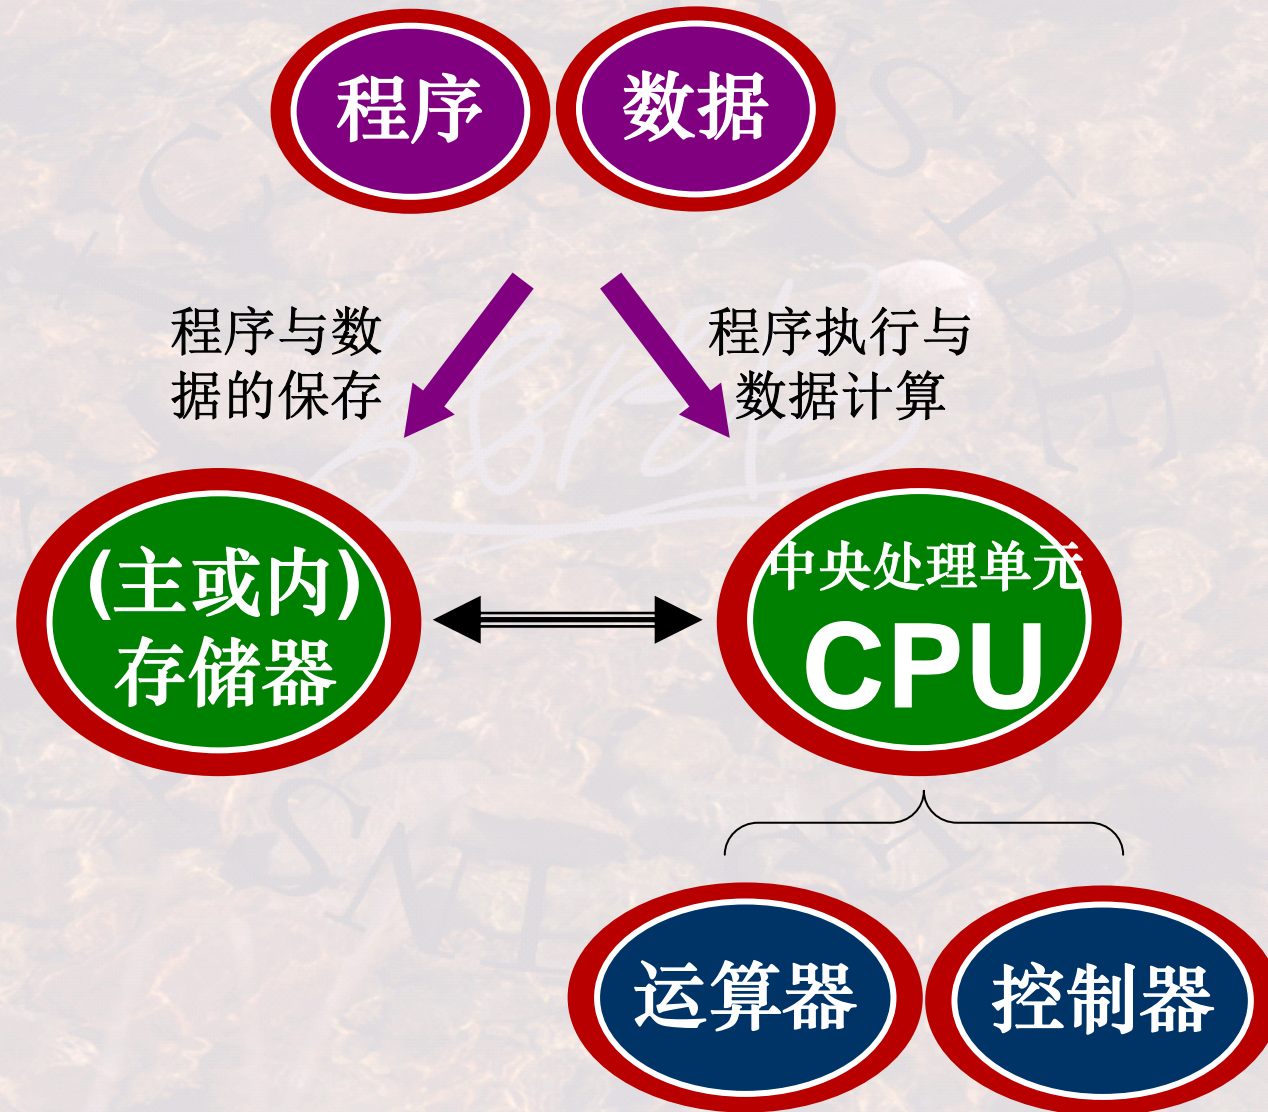 程序
数据
程序与数
据的保存
程序执行与
数据计算
(主或内)
存储器
中央处理单元
CPU
运算器
控制器